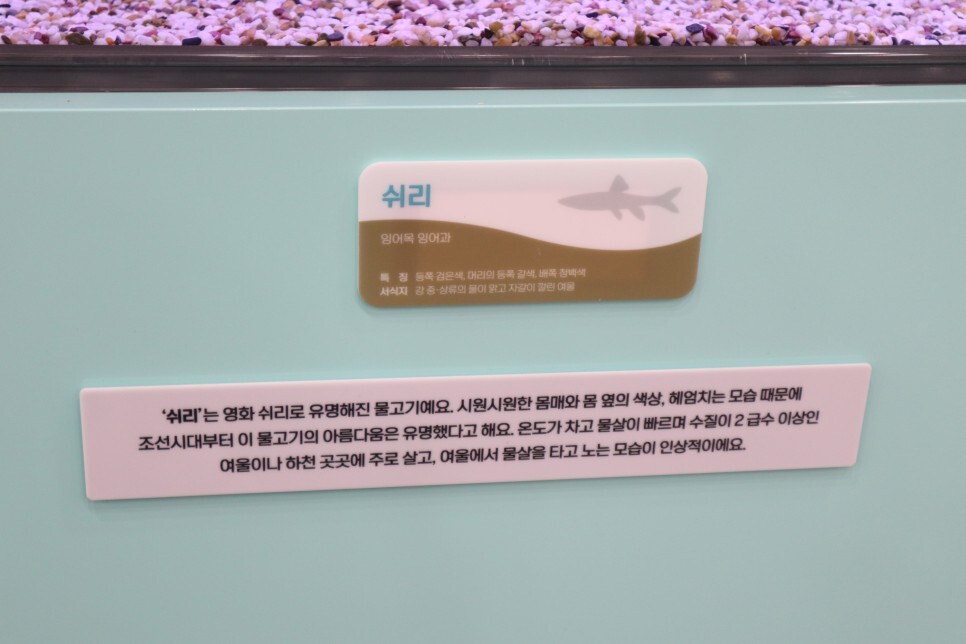 쉬리
잉어목 잉어과
특 징 등쪽 검은색, 머리의 등쪽 갈색, 배쪽 청백색
서식지 강 중·상류의 물이 맑고 자갈이 깔린 여울
‘쉬리’는 영화 쉬리로 유명해진 물고기예요. 시원시원한 몸매와 몸 옆의 색상, 헤엄치는 모습 때문에
조선시대부터 이 물고기의 아름다움은 유명했다고 해요. 온도가 차고 물살이 빠르며 수질이 2 급수 이상인
여울이나 하천 곳곳에 주로 살고, 여울에서 물살을 타고 노는 모습이 인상적이에요.